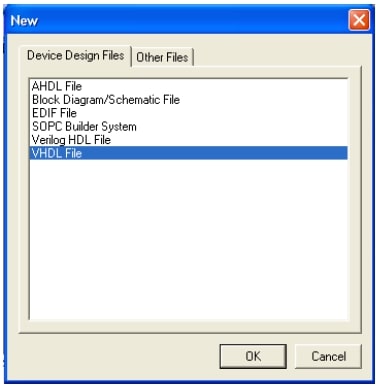 New
Device Design Files Other Files
AHDL File
Block Diagram/Schematic File
EDIF File
SOPC Builder System
Verilog HDL File
VHDL File
OK Cancel